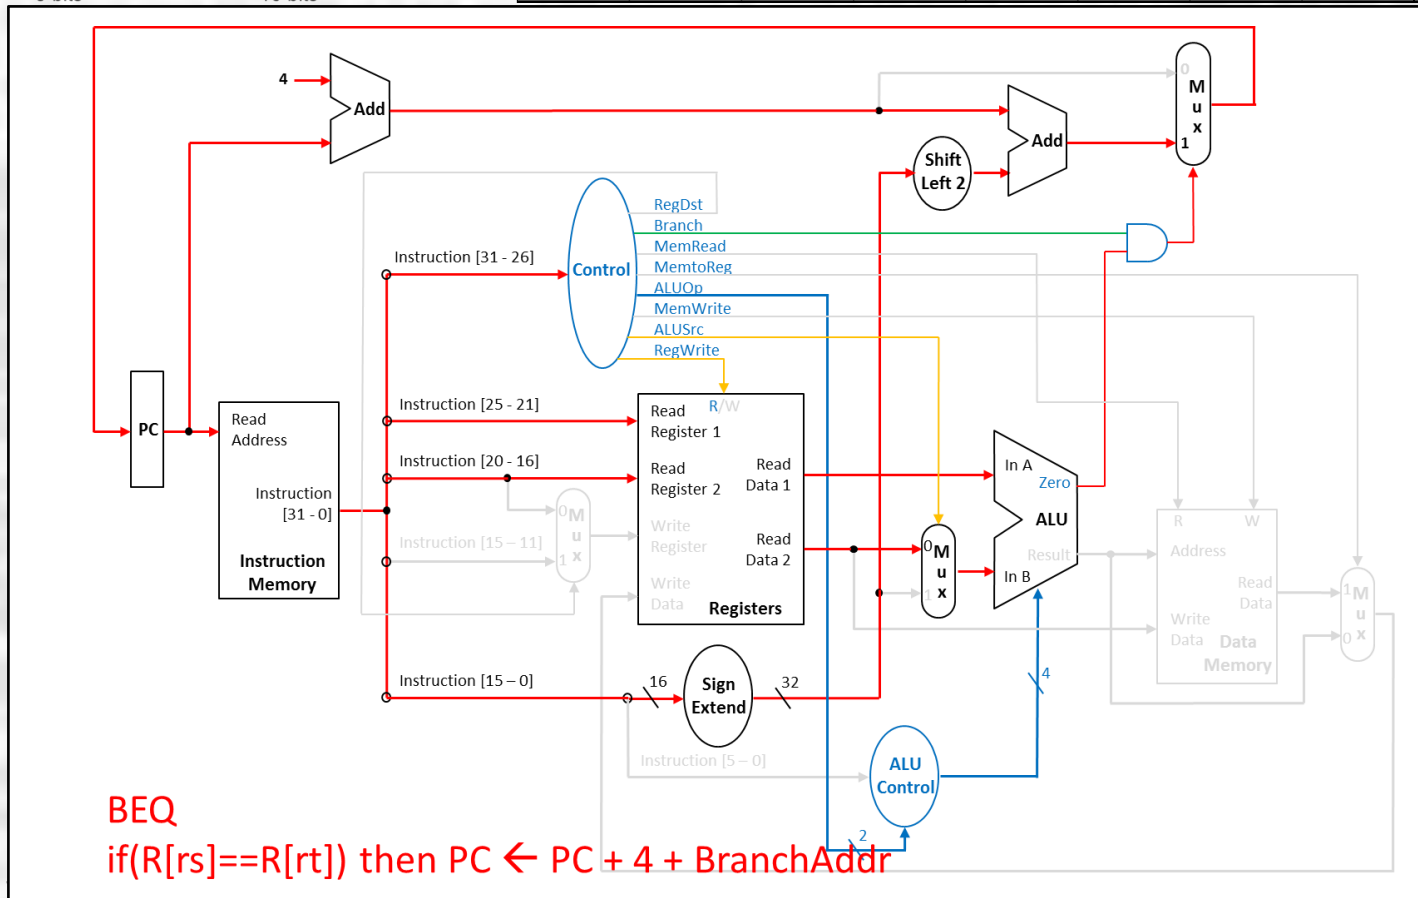 4
Add
Add
0
M
u
x
1
Shift
Left 2
RegDst
Branch
MemRead
MemtoReg
ALUOp
MemWrite
ALUSrc
RegWrite
Control
Instruction [31 - 26]
PC
Read
Address
Instruction
[31 - 0]
Instruction
Memory
Instruction [25 - 21]
Instruction [20 - 16]
Instruction [15 – 11]
0
M
u
x
1
R/W
Read
Register 1
Read
Register 2
Write
Register
Write
Data
Read
Data 1
Read
Data 2
Registers
0
M
u
x
1
In A
Zero
ALU
Result
In B
R
W
Address
Read
Data
Write
Data
Data
Memory
1
M
u
x
0
Instruction [15 – 0]
16
Sign
Extend
32
4
Instruction [5 – 0]
ALU
Control
2
BEQ
if(R[rs]==R[rt]) then PC ← PC + 4 + BranchAddr